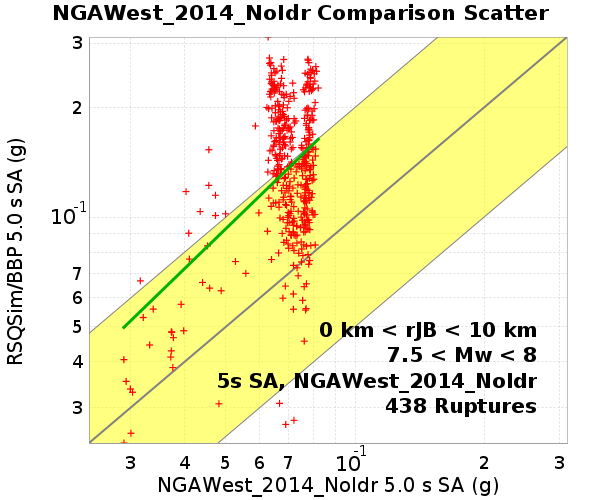 NGAWest_2014_NoIdr Comparison Scatter
RSQSim/BBP 5.0 s SA (g)
3
2
10-1
7
6
5
4
3
0 km < rJB < 10 km
7.5 < Mw < 8
5s SA, NGAWest_2014_NoIdr
438 Ruptures
3 4 5 6 7 10-1 2 3
NGAWest_2014_NoIdr 5.0 s SA (g)